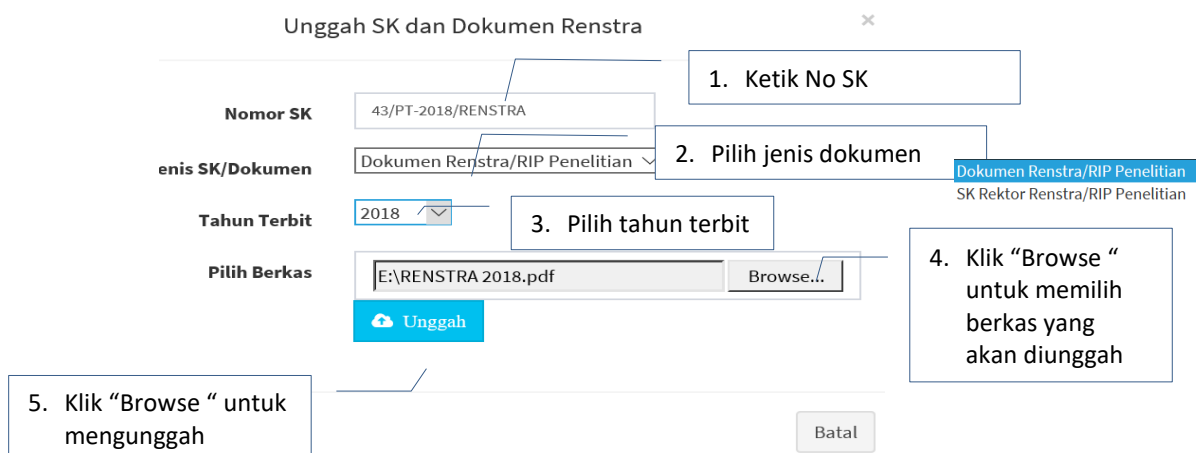 Unggah SK dan Dokumen Renstra ×
1. Ketik No SK
Nomor SK 43/PT-2018/RENSTRA
2. Pilih jenis dokumen
enis SK/Dokumen Dokumen Renstra/RIP Penelitian
Dokumen Renstra/RIP Penelitian
SK Rektor Renstra/RIP Penelitian
Tahun Terbit 2018
3. Pilih tahun terbit
Pilih Berkas E:\RENSTRA 2018.pdf Browse...
4. Klik “Browse “
untuk memilih
berkas yang
akan diunggah
Unggah
5. Klik “Browse “ untuk
mengunggah
Batal